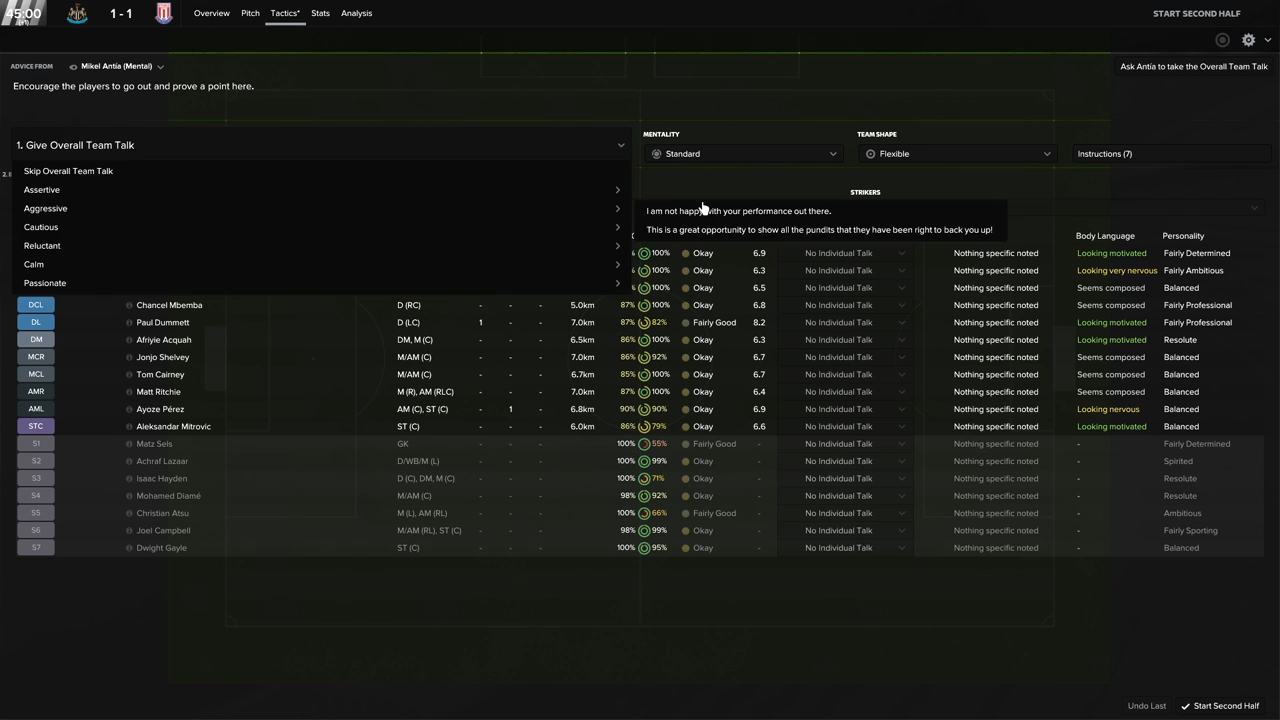 45:00 1 - 1 Overview Pitch Tactics* Stats Analysis START SECOND HALF
ADVICE FROM Mikel Antía (Mental) Ask Antía to take the Overall Team Talk
Encourage the players to go out and prove a point here.
MENTALITY TEAM SHAPE
1. Give Overall Team Talk Standard Flexible Instructions (7)
Skip Overall Team Talk
Assertive STRIKERS
Aggressive I am not happy with your performance out there.
Cautious This is a great opportunity to show all the pundits that they have been right to back you up!
Reluctant Body Language Personality
100% Okay 6.9 No Individual Talk Nothing specific noted Looking motivated Fairly Determined
Calm 100% Okay 6.3 No Individual Talk Nothing specific noted Looking very nervous Fairly Ambitious
Passionate 100% Okay 6.5 No Individual Talk Nothing specific noted Seems composed Balanced
DCL Chancel Mbemba D (RC) - - - 5.0km 87% 100% Okay 6.8 No Individual Talk Nothing specific noted Seems composed Fairly Professional
DL Paul Dummett D (LC) 1 - - 7.0km 87% 82% Fairly Good 8.2 No Individual Talk Nothing specific noted Looking motivated Fairly Professional
DM Afriyie Acquah DM, M (C) - - - 6.5km 86% 100% Okay 6.3 No Individual Talk Nothing specific noted Looking motivated Resolute
MCR Jonjo Shelvey M/AM (C) - - - 7.0km 86% 92% Okay 6.7 No Individual Talk Nothing specific noted Seems composed Balanced
MCL Tom Cairney M/AM (C) - - - 6.7km 85% 100% Okay 6.7 No Individual Talk Nothing specific noted Seems composed Balanced
AMR Matt Ritchie M (R), AM (RLC) - - - 7.0km 87% 100% Okay 6.4 No Individual Talk Nothing specific noted Seems composed Balanced
AML Ayoze Pérez AM (C), ST (C) - 1 - 6.8km 90% 90% Okay 6.9 No Individual Talk Nothing specific noted Looking nervous Balanced
STC Aleksandar Mitrovic ST (C) - - - 6.0km 86% 79% Okay 6.6 No Individual Talk Nothing specific noted Looking motivated Balanced
S1 Matz Sels GK - - - 100% 55% Fairly Good - No Individual Talk Nothing specific noted - Fairly Determined
S2 Achraf Lazaar D/WB/M (L) - - - 100% 99% Okay - No Individual Talk Nothing specific noted - Spirited
S3 Isaac Hayden D (C), DM, M (C) - - - 100% 71% Okay - No Individual Talk Nothing specific noted - Resolute
S4 Mohamed Diamé M/AM (C) - - - 98% 92% Okay - No Individual Talk Nothing specific noted - Resolute
S5 Christian Atsu M (L), AM (RL) - - - 100% 66% Fairly Good - No Individual Talk Nothing specific noted - Ambitious
S6 Joel Campbell M/AM (RL), ST (C) - - - 98% 99% Okay - No Individual Talk Nothing specific noted - Fairly Sporting
S7 Dwight Gayle ST (C) - - - 100% 95% Okay - No Individual Talk Nothing specific noted - Balanced
Undo Last Start Second Half